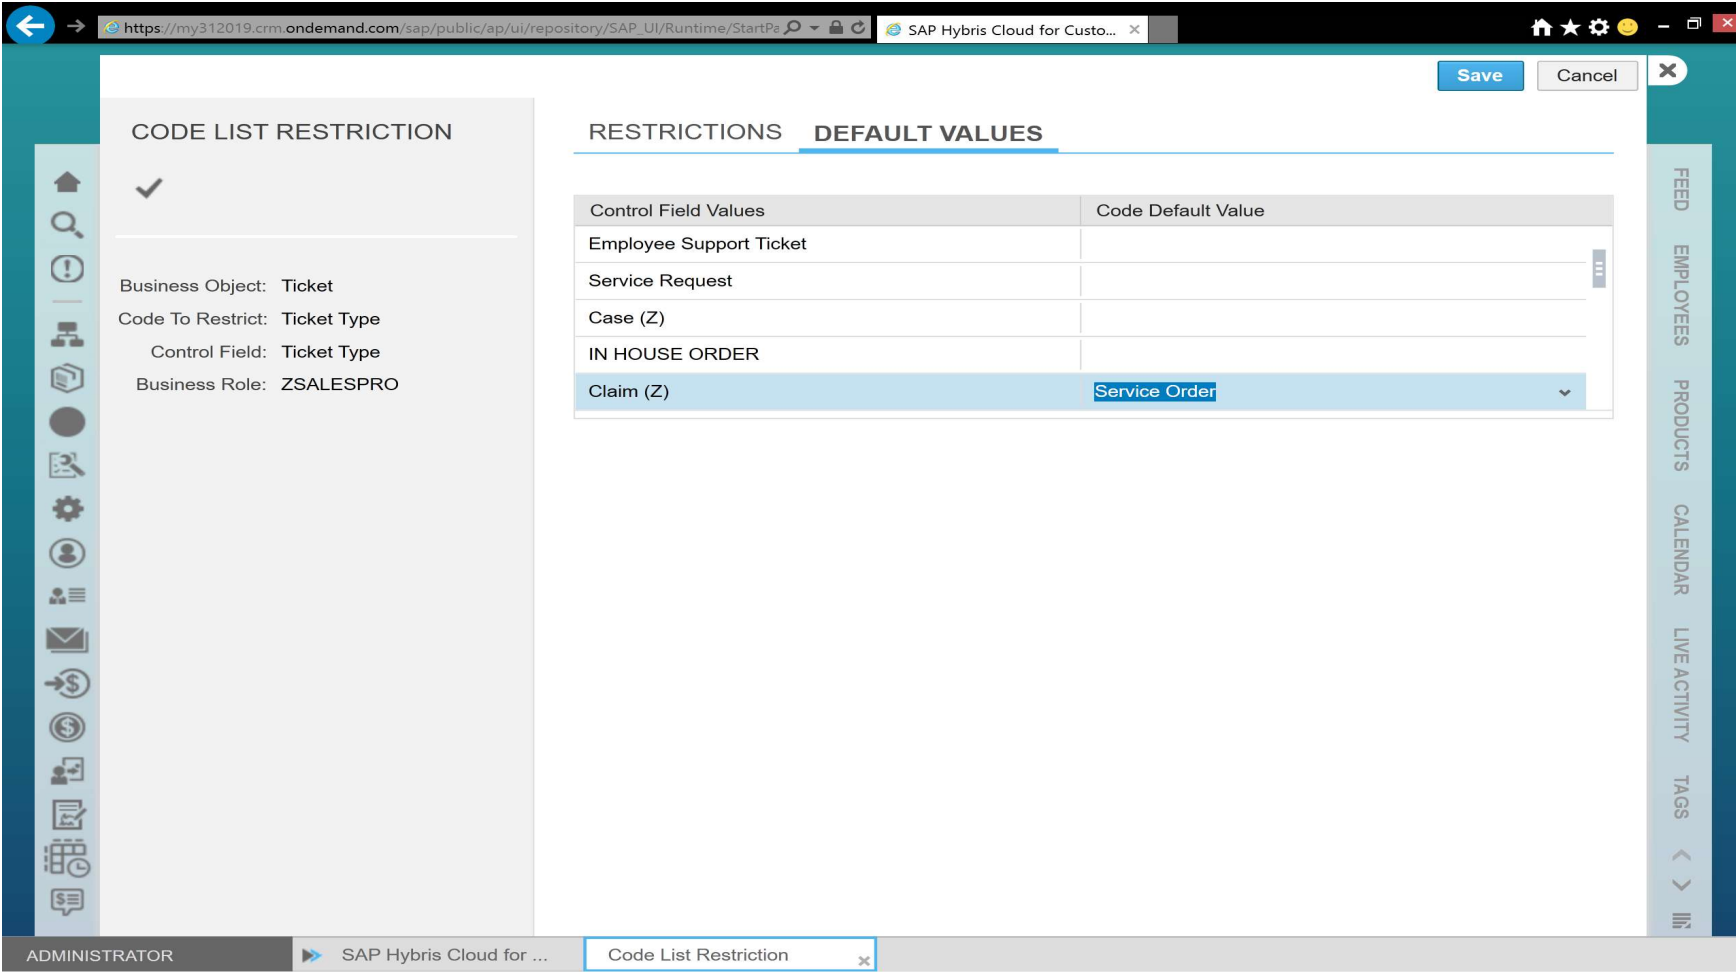 https://my312019.crm.ondemand.com/sap/public/ap/ui/repository/SAP_UI/Runtime/StartPa
SAP Hybris Cloud for Custo...
Save
Cancel
CODE LIST RESTRICTION
Business Object: Ticket
Code To Restrict: Ticket Type
Control Field: Ticket Type
Business Role: ZSALESPRO
RESTRICTIONS DEFAULT VALUES
Control Field Values Code Default Value
Employee Support Ticket
Service Request
Case (Z)
IN HOUSE ORDER
Claim (Z) Service Order
FEED
EMPLOYEES
PRODUCTS
CALENDAR
LIVE ACTIVITY
TAGS
ADMINISTRATOR
SAP Hybris Cloud for ...
Code List Restriction